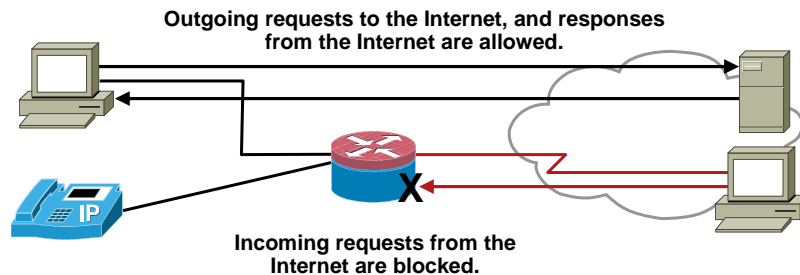 Outgoing requests to the Internet, and responses
from the Internet are allowed.
X
IP
Incoming requests from the
Internet are blocked.